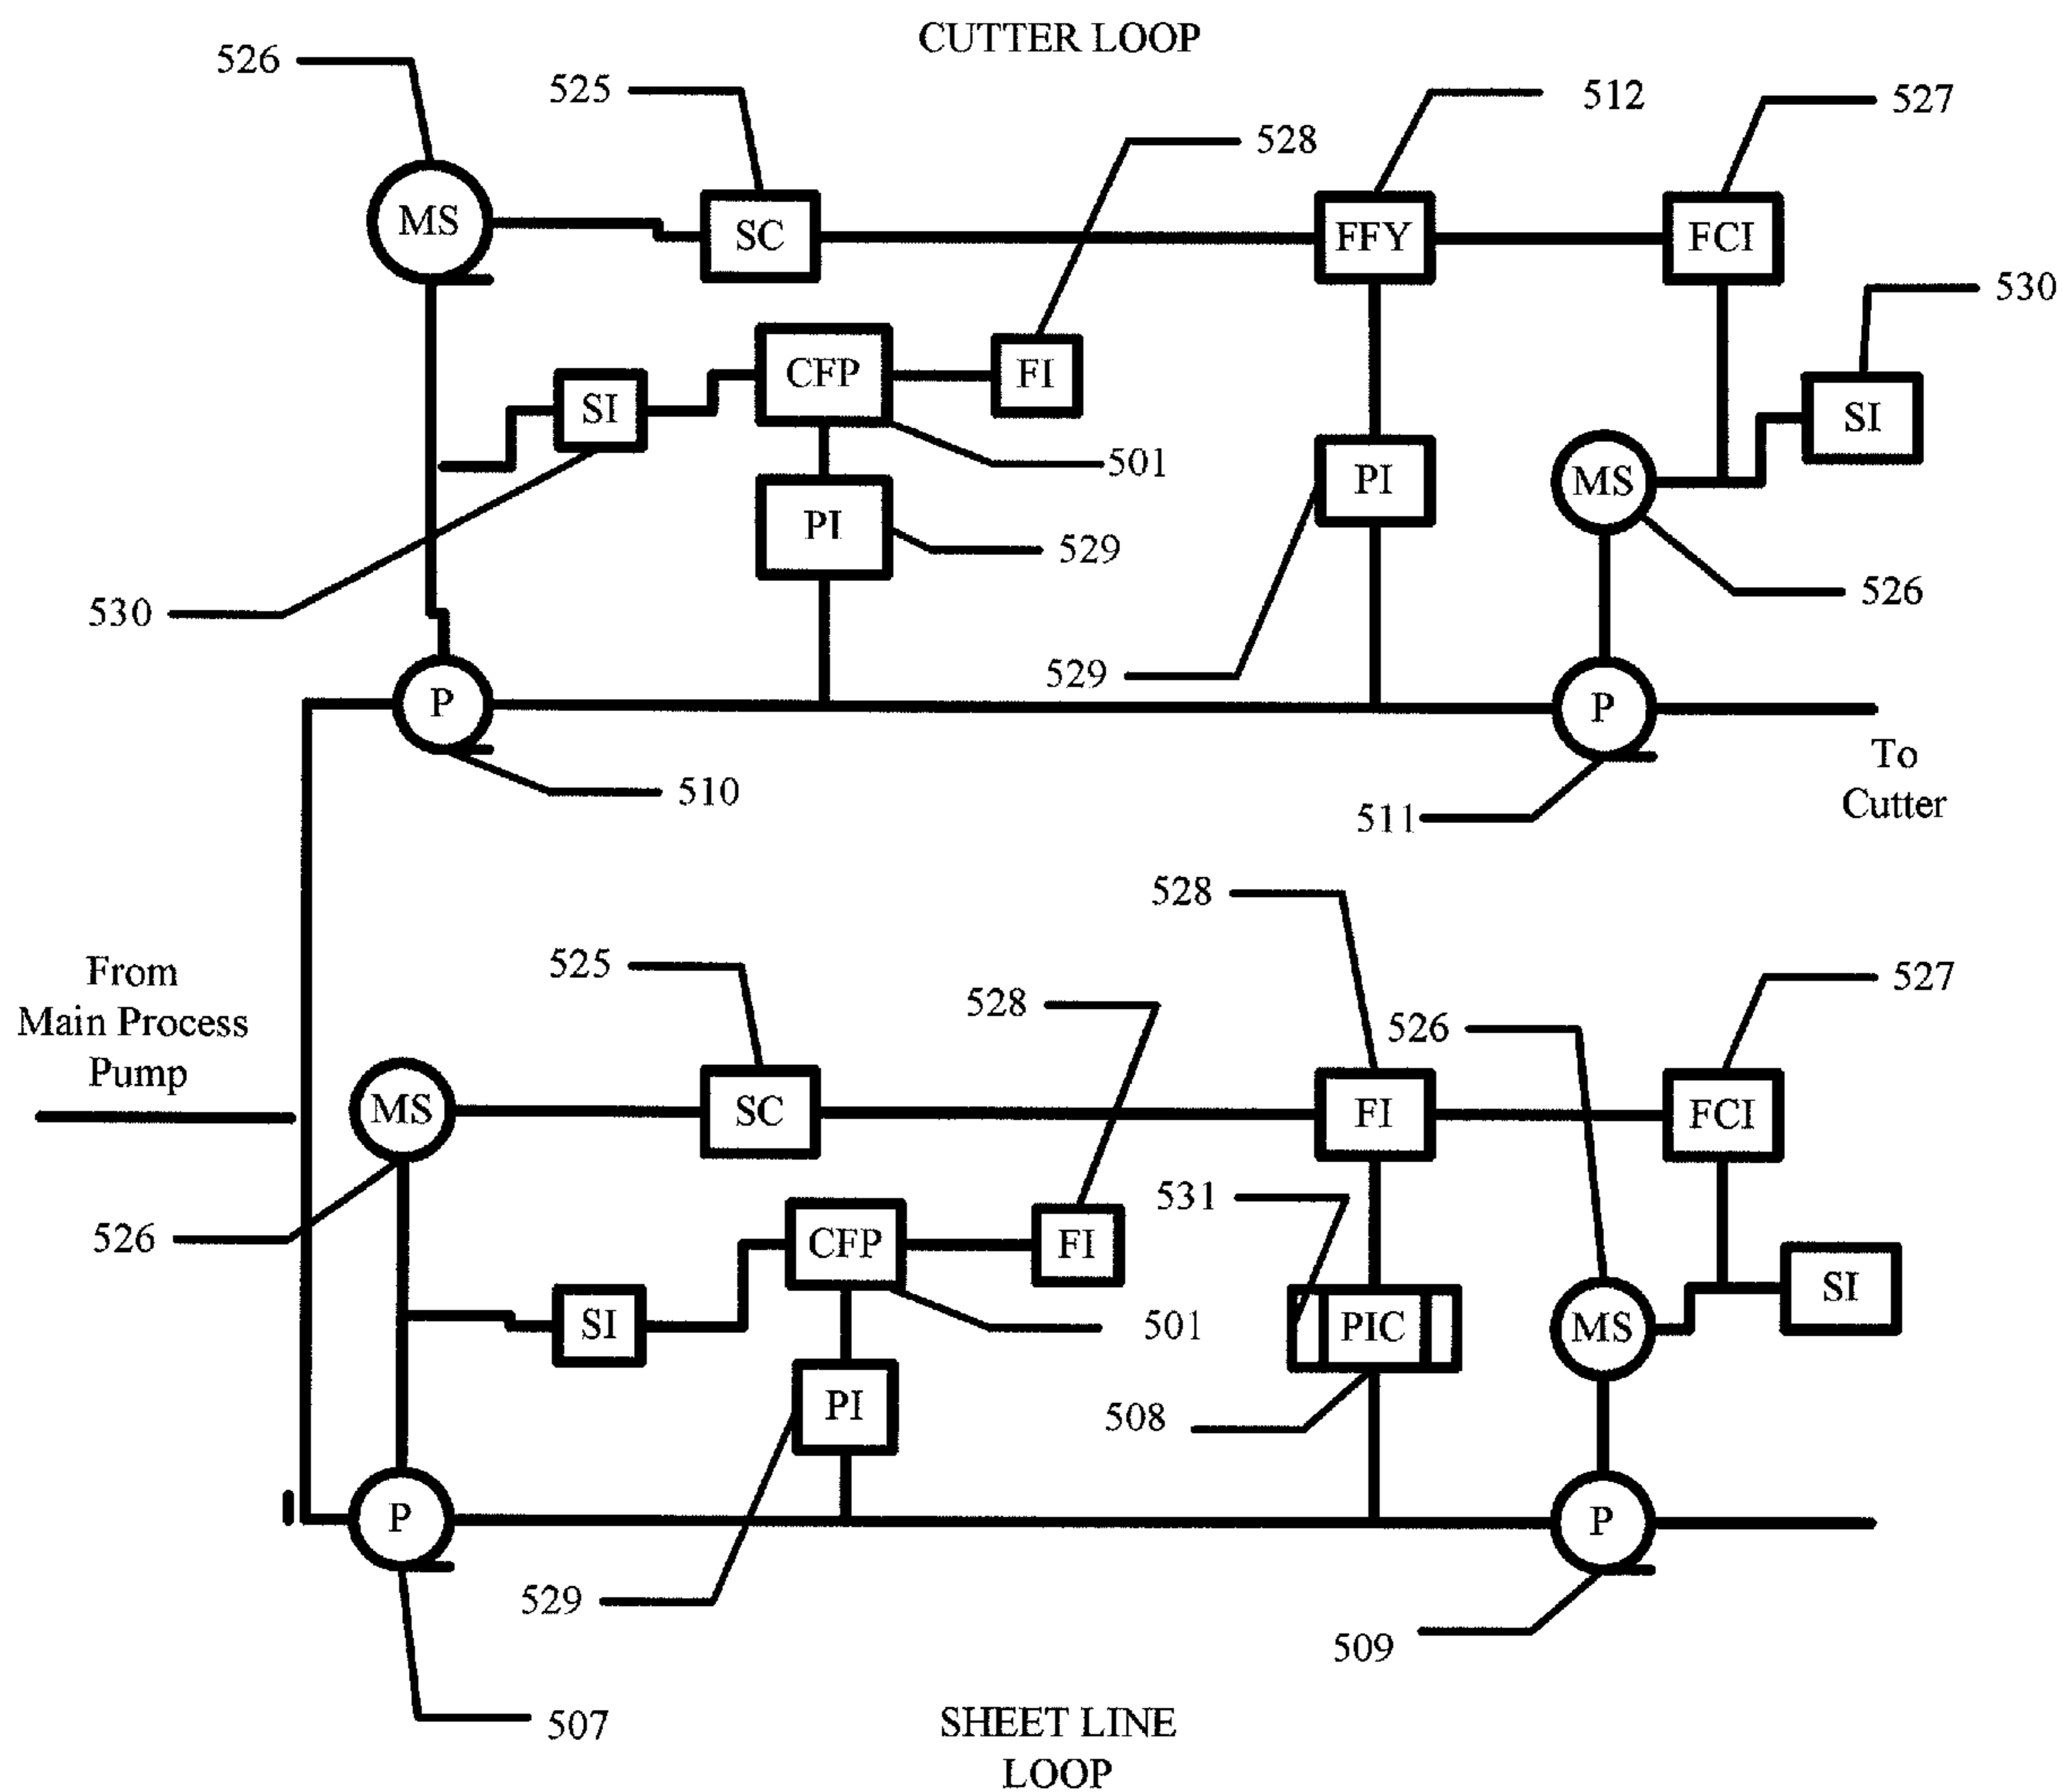 CUTTER LOOP
526
525
512
527
528
MS
SC
FFY
FCI
530
CFP
FI
SI
SI
501
PI
MS
PI
529
526
530
529
P
P
510
To
Cutter
511
528
From
Main Process
Pump
525
528
526
527
MS
SC
FI
FCI
531
526
CFP
FI
SI
SI
501
PIC
MS
PI
508
P
P
529
509
507
SHEET LINE
LOOP